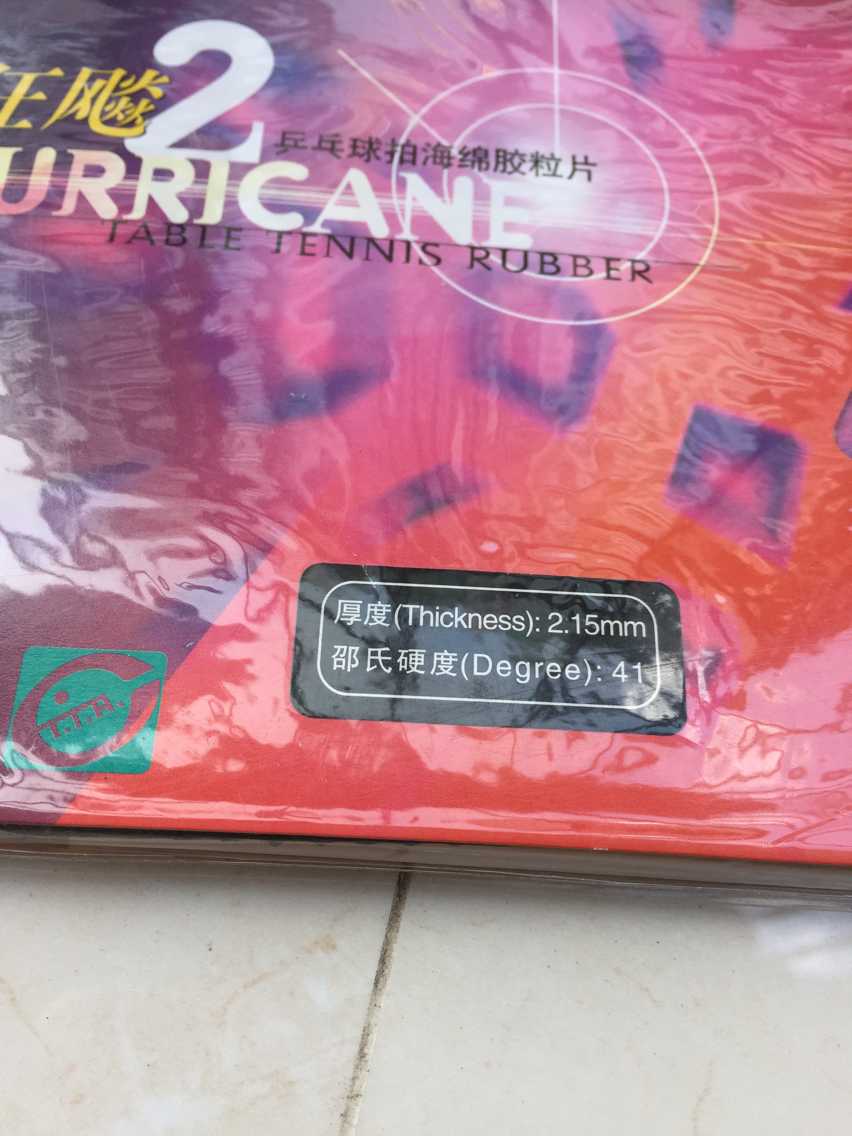 狂飚2
乒乓球拍海绵胶粒片
URRICANE
TABLE TENNIS RUBBER
厚度(Thickness): 2.15mm
邵氏硬度(Degree): 41
I.T.R.